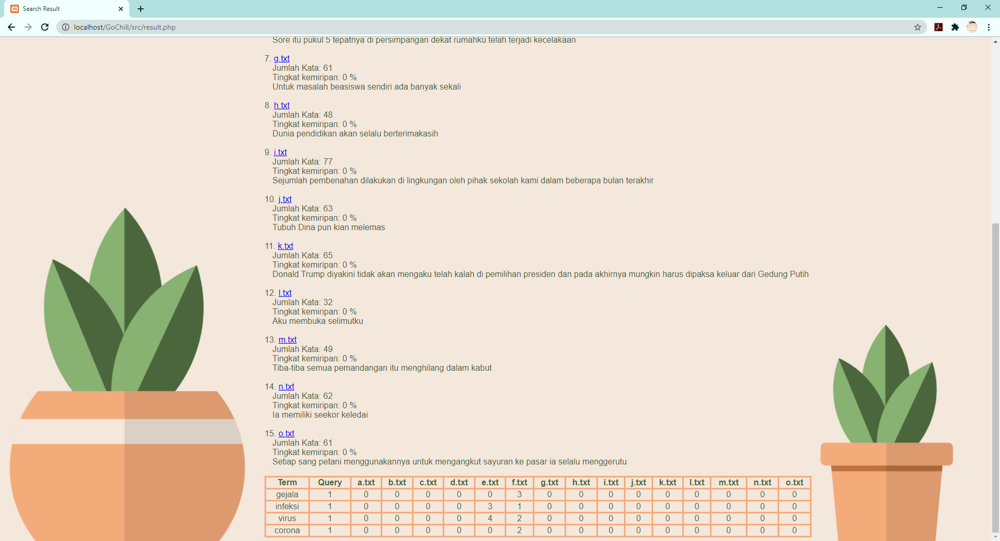 Search Result
localhost/GoChill/src/result.php
Sore itu pukul 5 tepatnya di persimpangan dekat rumahku telah terjadi kecelakaan
7. g.txt
Jumlah Kata: 61
Tingkat kemiripan: 0 %
Untuk masalah beasiswa sendiri ada banyak sekali
8. h.txt
Jumlah Kata: 48
Tingkat kemiripan: 0 %
Dunia pendidikan akan selalu berterimakasih
9. i.txt
Jumlah Kata: 77
Tingkat kemiripan: 0 %
Sejumlah pembenahan dilakukan di lingkungan oleh pihak sekolah kami dalam beberapa bulan terakhir
10. j.txt
Jumlah Kata: 63
Tingkat kemiripan: 0 %
Tubuh Dina pun kian melemas
11. k.txt
Jumlah Kata: 65
Tingkat kemiripan: 0 %
Donald Trump diyakini tidak akan mengaku telah kalah di pemilihan presiden dan pada akhirnya mungkin harus dipaksa keluar dari Gedung Putih
12. l.txt
Jumlah Kata: 32
Tingkat kemiripan: 0 %
Aku membuka selimutku
13. m.txt
Jumlah Kata: 49
Tingkat kemiripan: 0 %
Tiba-tiba semua pemandangan itu menghilang dalam kabut
14. n.txt
Jumlah Kata: 62
Tingkat kemiripan: 0 %
Ia memiliki seekor keledai
15. o.txt
Jumlah Kata: 61
Tingkat kemiripan: 0 %
Setiap sang petani menggunakannya untuk mengangkut sayuran ke pasar ia selalu menggerutu
Term Query a.txt b.txt c.txt d.txt e.txt f.txt g.txt h.txt i.txt j.txt k.txt l.txt m.txt n.txt o.txt
gejala 1 0 0 0 0 0 3 0 0 0 0 0 0 0 0 0
infeksi 1 0 0 0 0 3 1 0 0 0 0 0 0 0 0 0
virus 1 0 0 0 0 4 2 0 0 0 0 0 0 0 0 0
corona 1 0 0 0 0 0 2 0 0 0 0 0 0 0 0 0